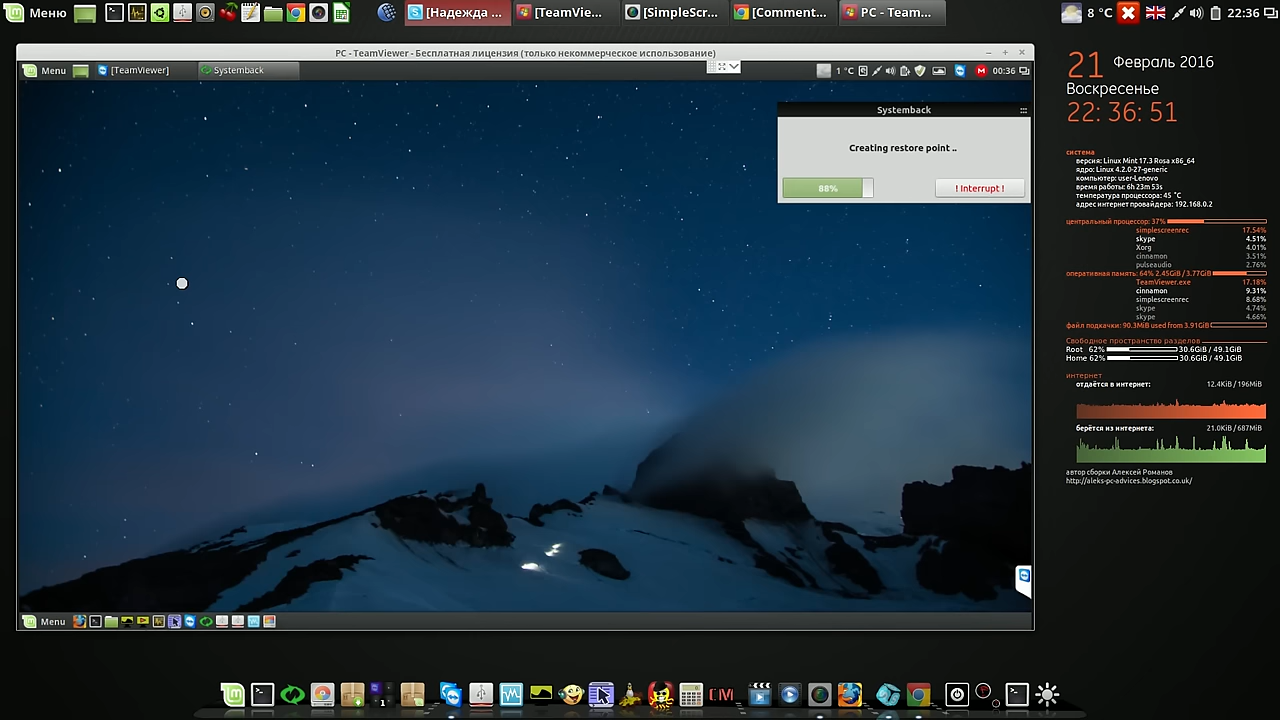 Меню
[Надежда ...
[TeamVie...
[SimpleScr...
[Comment...
PC - Team...
8 °C
22:36
PC - TeamViewer - Бесплатная лицензия (только некоммерческое использование)
Menu
[TeamViewer]
Systemback
1 °C
00:36
Systemback
Creating restore point ..
88%
! Interrupt !
Menu
21 Февраль 2016
Воскресенье
22: 36: 51
система
версия: Linux Mint 17.3 Rosa x86_64
ядро: Linux 4.2.0-27-generic
компьютер: user-Lenovo
время работы: 6h 23m 53s
температура процессора: 45 °C
адрес интернет провайдера: 192.168.0.2
центральный процессор: 37%
simplescreenrec 17.54%
skype 4.51%
Xorg 4.01%
cinnamon 3.51%
pulseaudio 2.76%
оперативная память: 64% 2.45GiB / 3.77GiB
TeamViewer.exe 17.18%
cinnamon 9.31%
simplescreenrec 8.68%
skype 4.74%
skype 4.66%
файл подкачки: 90.3MiB used from 3.91GiB
Свободное пространство разделов
Root 62% 30.6GiB / 49.1GiB
Home 62% 30.6GiB / 49.1GiB
интернет
отдаётся в интернет: 12.4KiB / 196MiB
берётся из интернета: 21.0KiB / 687MiB
автор сборки Алексей Романов
http://aleks-pc-advices.blogspot.co.uk/